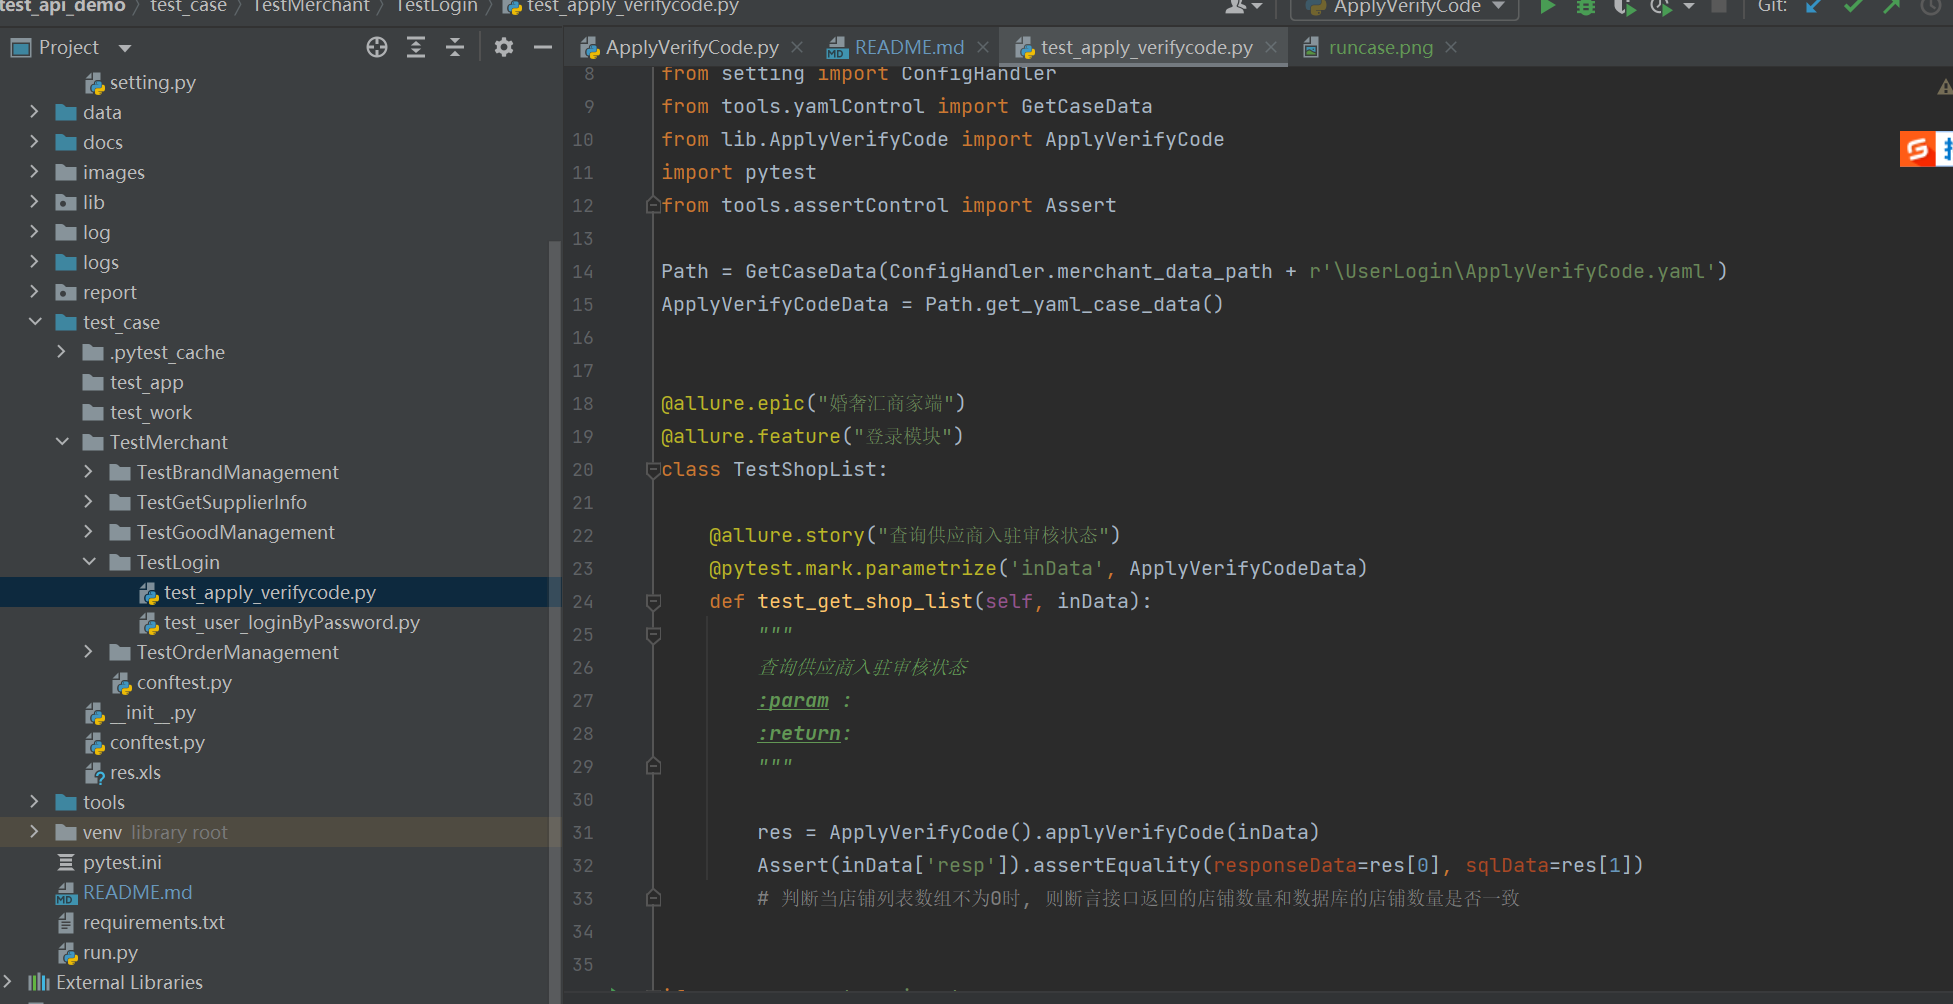 test_api_demo
test_case
TestMerchant
TestLogin
test_apply_verifycode.py
ApplyVerifyCode
Git:
Project
ApplyVerifyCode.py
README.md
test_apply_verifycode.py
runcase.png
setting.py
data
docs
images
lib
log
logs
report
test_case
.pytest_cache
test_app
test_work
TestMerchant
TestBrandManagement
TestGetSupplierInfo
TestGoodManagement
TestLogin
test_apply_verifycode.py
test_user_loginByPassword.py
TestOrderManagement
conftest.py
__init__.py
conftest.py
res.xls
tools
venv library root
pytest.ini
README.md
requirements.txt
run.py
External Libraries
8 from setting import ConfigHandler
9 from tools.yamlControl import GetCaseData
10 from lib.ApplyVerifyCode import ApplyVerifyCode
11 import pytest
12 from tools.assertControl import Assert
13
14 Path = GetCaseData(ConfigHandler.merchant_data_path + r'\UserLogin\ApplyVerifyCode.yaml')
15 ApplyVerifyCodeData = Path.get_yaml_case_data()
16
17
18 @allure.epic("婚奢汇商家端")
19 @allure.feature("登录模块")
20 class TestShopList:
21
22 @allure.story("查询供应商入驻审核状态")
23 @pytest.mark.parametrize('inData', ApplyVerifyCodeData)
24 def test_get_shop_list(self, inData):
25 """
26 查询供应商入驻审核状态
27 :param :
28 :return:
29 """
30
31 res = ApplyVerifyCode().applyVerifyCode(inData)
32 Assert(inData['resp']).assertEquality(responseData=res[0], sqlData=res[1])
33 # 判断当店铺列表数组不为0时, 则断言接口返回的店铺数量和数据库的店铺数量是否一致
34
35